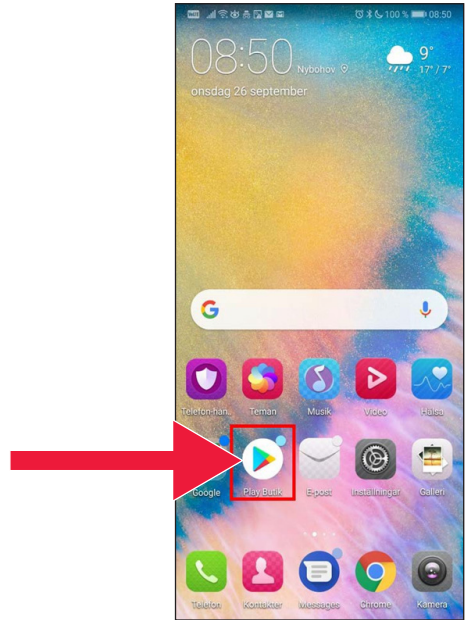 100 % 08:50
08:50
Nybohov
9°
17° / 7°
onsdag 26 september
G
Telefon-han..
Teman
Musik
Video
Hälsa
Google
Play Butik
E-post
Inställningar
Galleri
Telefon
Kontakter
Messages
Chrome
Kamera